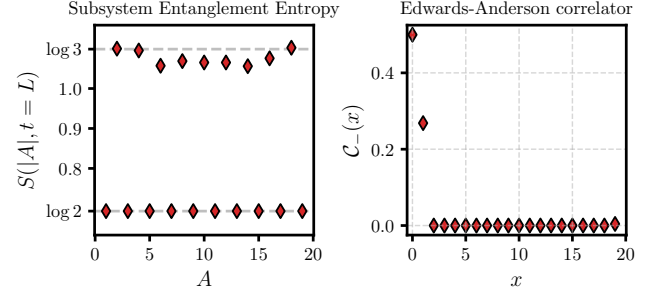 Subsystem Entanglement Entropy
log 3
1.0
0.9
0.8
log 2
S(|A|, t = L)
0 5 10 15 20
A
Edwards-Anderson correlator
0.4
0.2
0.0
C₋(x)
0 5 10 15 20
x